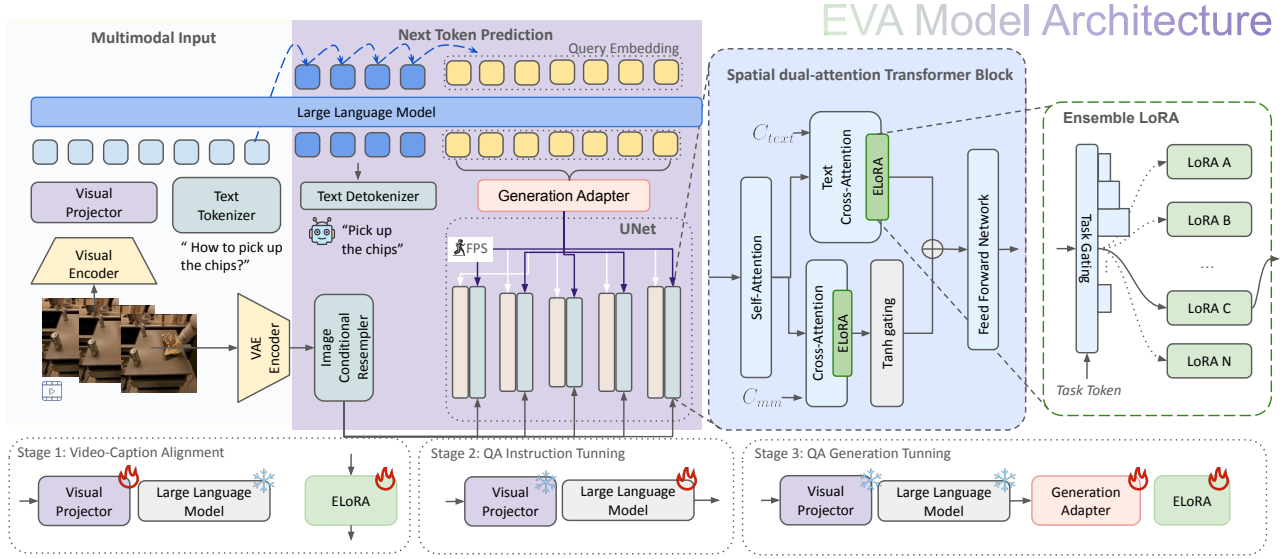 EVA Model Architecture
Multimodal Input
Next Token Prediction
Query Embedding
Large Language Model
Visual
Projector
Text
Tokenizer
Text Detokenizer
Generation Adapter
“ How to pick up
the chips?”
“Pick up
the chips”
Visual
Encoder
VAE
Encoder
Image
Conditional
Resempler
UNet
FPS
Spatial dual-attention Transformer Block
C_text
Self-Attention
Text
Cross-Attention
ELoRA
Cross-Attention
ELoRA
Tanh gating
C_mm
Feed Forward Network
Ensemble LoRA
Task Gating
LoRA A
LoRA B
...
LoRA C
LoRA N
Task Token
Stage 1: Video-Caption Alignment
Visual
Projector
Large Language
Model
ELoRA
Stage 2: QA Instruction Tunning
Visual
Projector
Large Language
Model
Stage 3: QA Generation Tunning
Visual
Projector
Large Language
Model
Generation
Adapter
ELoRA